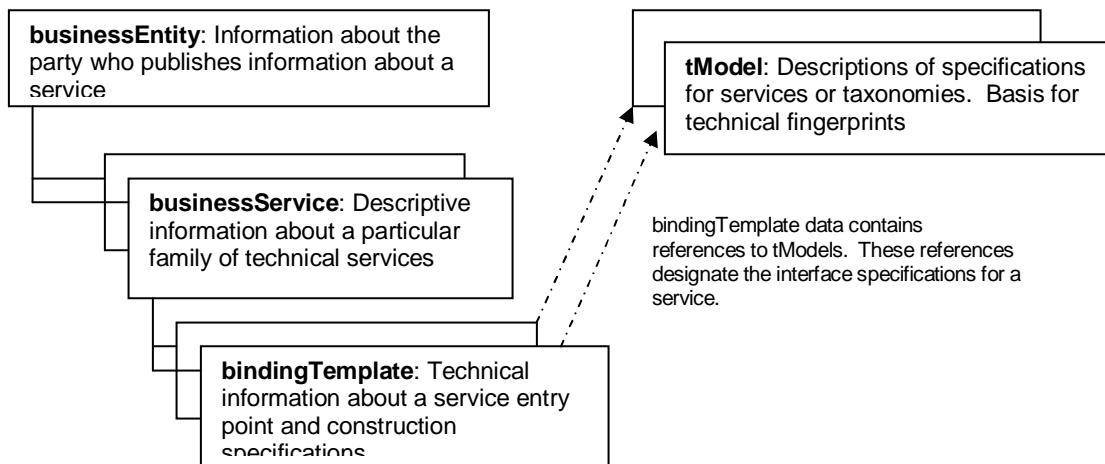 businessEntity: Information about the
party who publishes information about a
service
tModel: Descriptions of specifications
for services or taxonomies.  Basis for
technical fingerprints
businessService: Descriptive
information about a particular
family of technical services
bindingTemplate data contains
references to tModels.  These references
designate the interface specifications for a
service.
bindingTemplate: Technical
information about a service entry
point and construction
specifications